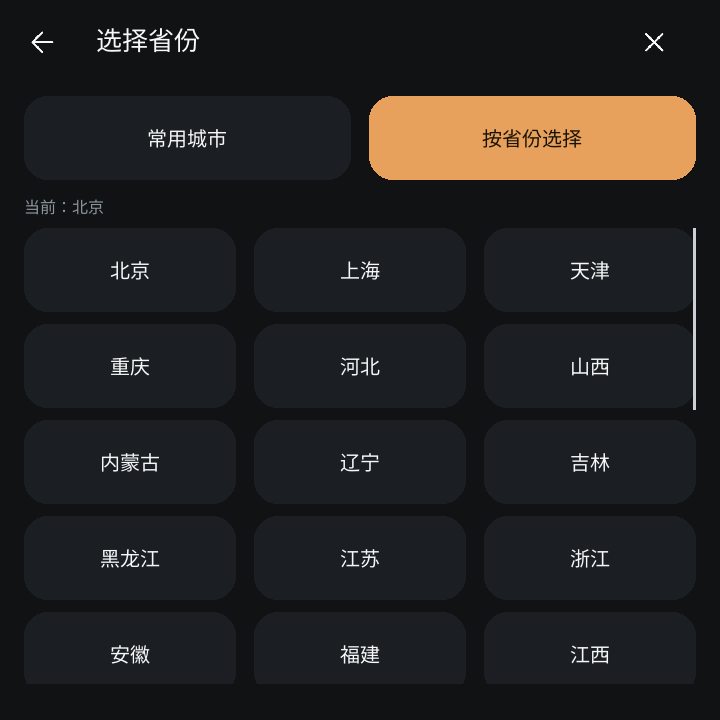 选择省份
常用城市 按省份选择
当前：北京
北京 上海 天津
重庆 河北 山西
内蒙古 辽宁 吉林
黑龙江 江苏 浙江
安徽 福建 江西